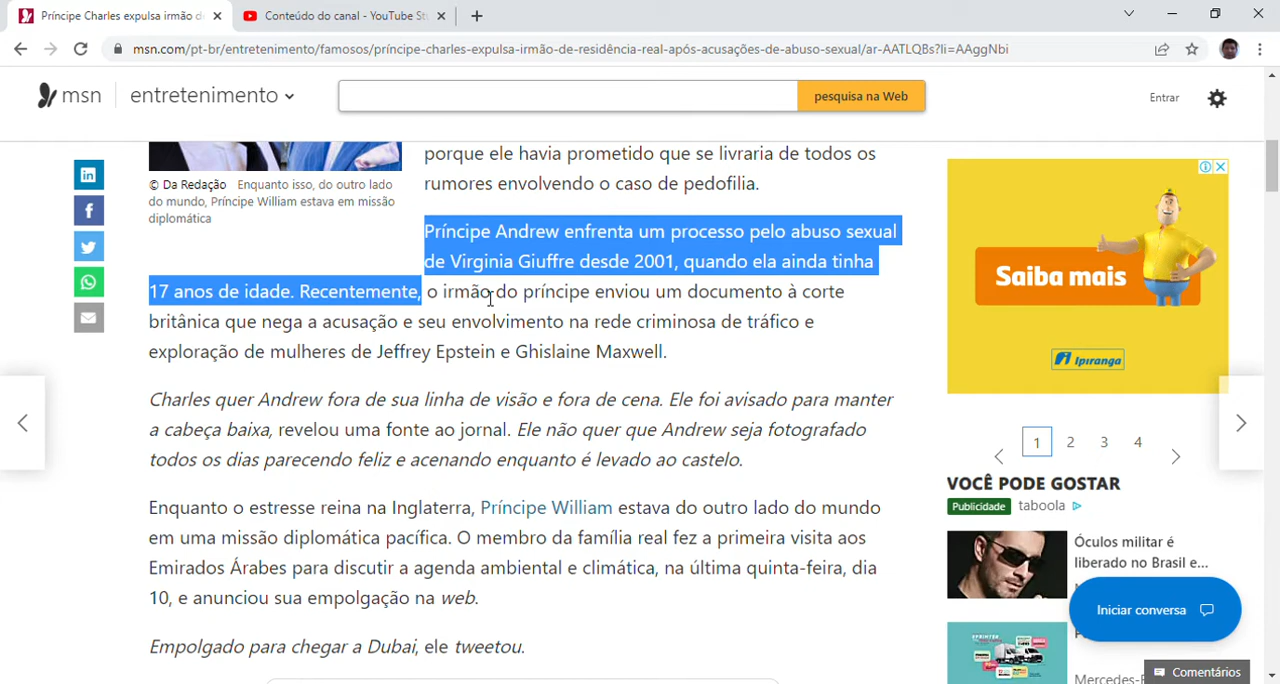 Príncipe Charles expulsa irmão de
Conteúdo do canal - YouTube Stu
msn.com/pt-br/entretenimento/famosos/príncipe-charles-expulsa-irmão-de-residência-real-após-acusações-de-abuso-sexual/ar-AATLQBs?li=AAggNbi
msn
entretenimento
pesquisa na Web
Entrar
porque ele havia prometido que se livraria de todos os
rumores envolvendo o caso de pedofilia.
© Da Redação Enquanto isso, do outro lado
do mundo, Príncipe William estava em missão
diplomática
Príncipe Andrew enfrenta um processo pelo abuso sexual
de Virginia Giuffre desde 2001, quando ela ainda tinha
17 anos de idade. Recentemente, o irmão do príncipe enviou um documento à corte
britânica que nega a acusação e seu envolvimento na rede criminosa de tráfico e
exploração de mulheres de Jeffrey Epstein e Ghislaine Maxwell.
Charles quer Andrew fora de sua linha de visão e fora de cena. Ele foi avisado para manter
a cabeça baixa, revelou uma fonte ao jornal. Ele não quer que Andrew seja fotografado
todos os dias parecendo feliz e acenando enquanto é levado ao castelo.
Enquanto o estresse reina na Inglaterra, Príncipe William estava do outro lado do mundo
em uma missão diplomática pacífica. O membro da família real fez a primeira visita aos
Emirados Árabes para discutir a agenda ambiental e climática, na última quinta-feira, dia
10, e anunciou sua empolgação na web.
Empolgado para chegar a Dubai, ele tweetou.
Saiba mais
Ipiranga
1 2 3 4
VOCÊ PODE GOSTAR
Publicidade taboola
Óculos militar é
liberado no Brasil e...
Iniciar conversa
Mercedes-
Comentários